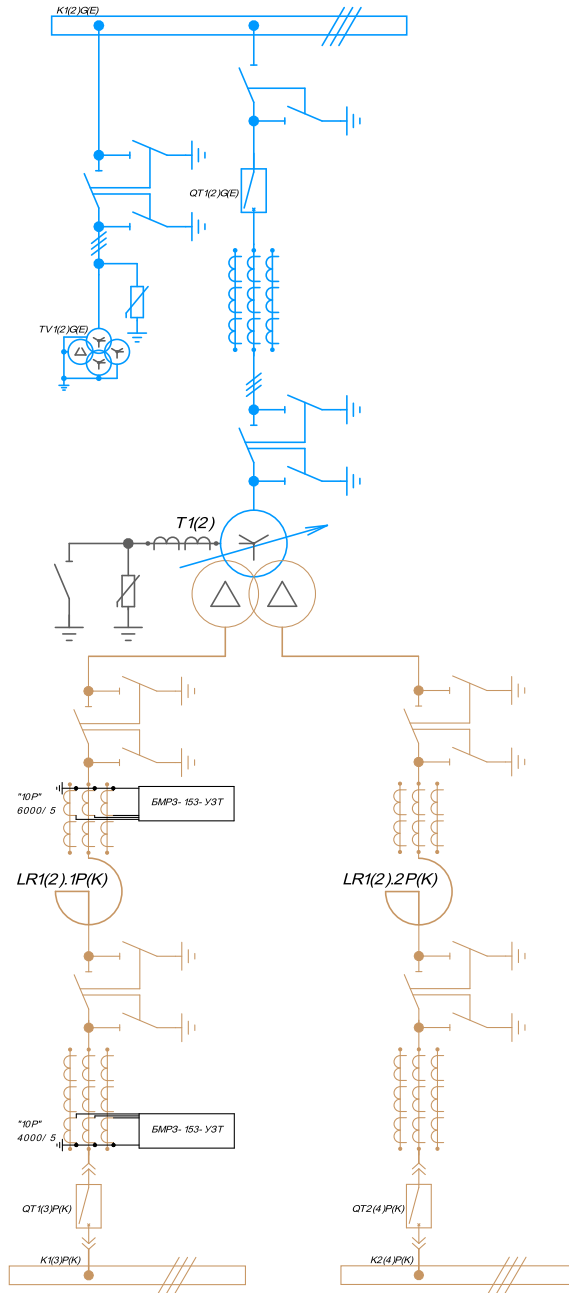 K1(2)G(E)
QT1(2)G(E)
TV1(2)G(E)
T1(2)
"10P"
6000/5
БМРЗ-153-УЗТ
LR1(2).1P(K)
LR1(2).2P(K)
"10P"
4000/5
БМРЗ-153-УЗТ
QT1(3)P(K)
QT2(4)P(K)
K1(3)P(K)
K2(4)P(K)